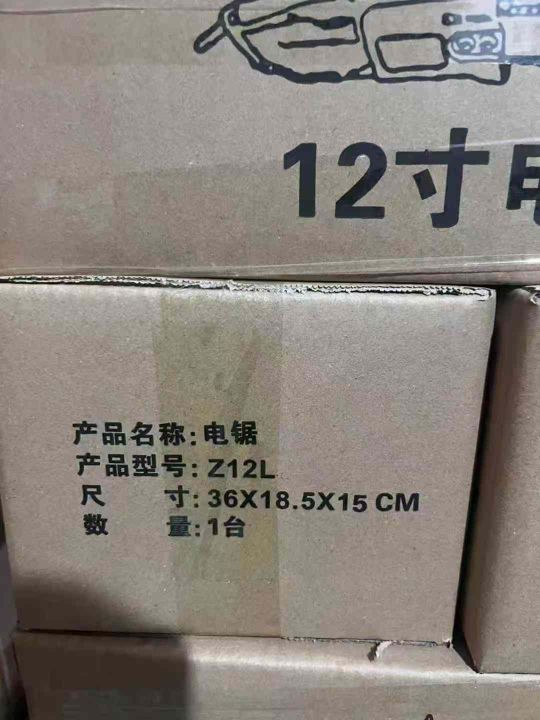 12寸电
产品名称:电锯
产品型号:Z12L
尺 寸:36X18.5X15 CM
数 量:1台